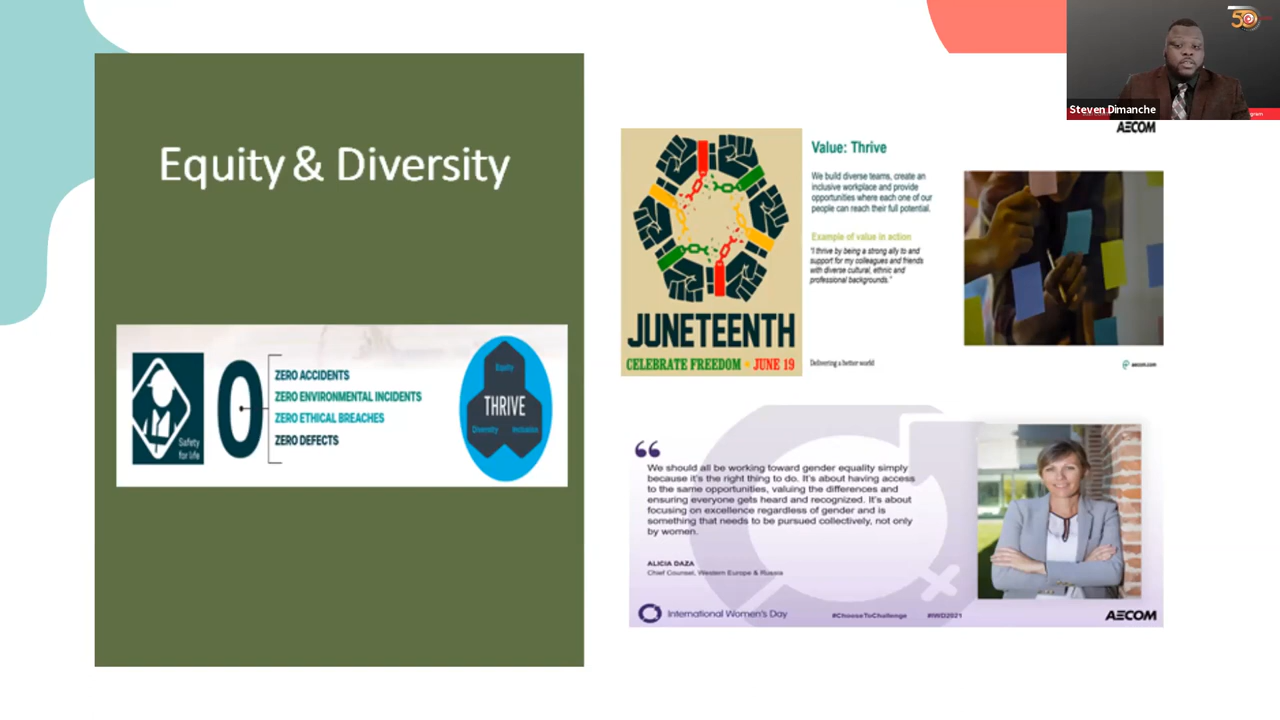 Equity & Diversity
Safety
for life
0
ZERO ACCIDENTS
ZERO ENVIRONMENTAL INCIDENTS
ZERO ETHICAL BREACHES
ZERO DEFECTS
Equity
THRIVE
Diversity
Inclusion
JUNETEENTH
CELEBRATE FREEDOM JUNE 19
Value: Thrive
We build diverse teams, create an
inclusive workplace and provide
opportunities where each one of our
people can reach their full potential.
Example of value in action
"I thrive by being a strong ally to and
support for my colleagues and friends
with diverse cultural, ethnic and
professional backgrounds."
Delivering a better world
aecom.com
50
Steven Dimanche
gram
AECOM
We should all be working toward gender equality simply
because it's the right thing to do. It's about having access
to the same opportunities, valuing the differences and
ensuring everyone gets heard and recognized. It's about
focusing on excellence regardless of gender and is
something that needs to be pursued collectively, not only
by women.
ALICIA DAZA
Chief Counsel, Western Europe & Russia
International Women's Day
#ChooseToChallenge
#IWD2021
AECOM